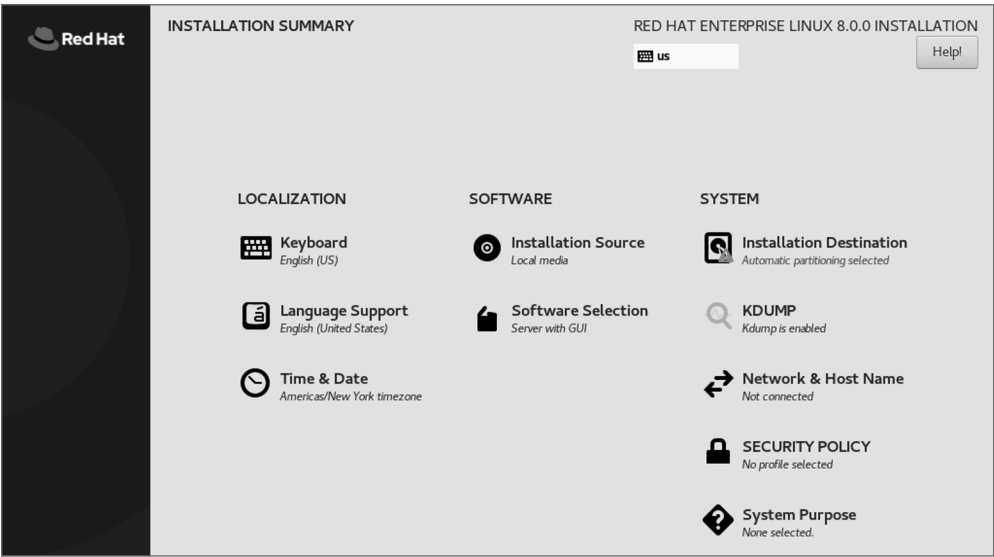 Red Hat
INSTALLATION SUMMARY
RED HAT ENTERPRISE LINUX 8.0.0 INSTALLATION
us
Help!
LOCALIZATION
Keyboard
English (US)
Language Support
English (United States)
Time & Date
Americas/New York timezone
SOFTWARE
Installation Source
Local media
Software Selection
Server with GUI
SYSTEM
Installation Destination
Automatic partitioning selected
KDUMP
Kdump is enabled
Network & Host Name
Not connected
SECURITY POLICY
No profile selected
System Purpose
None selected.